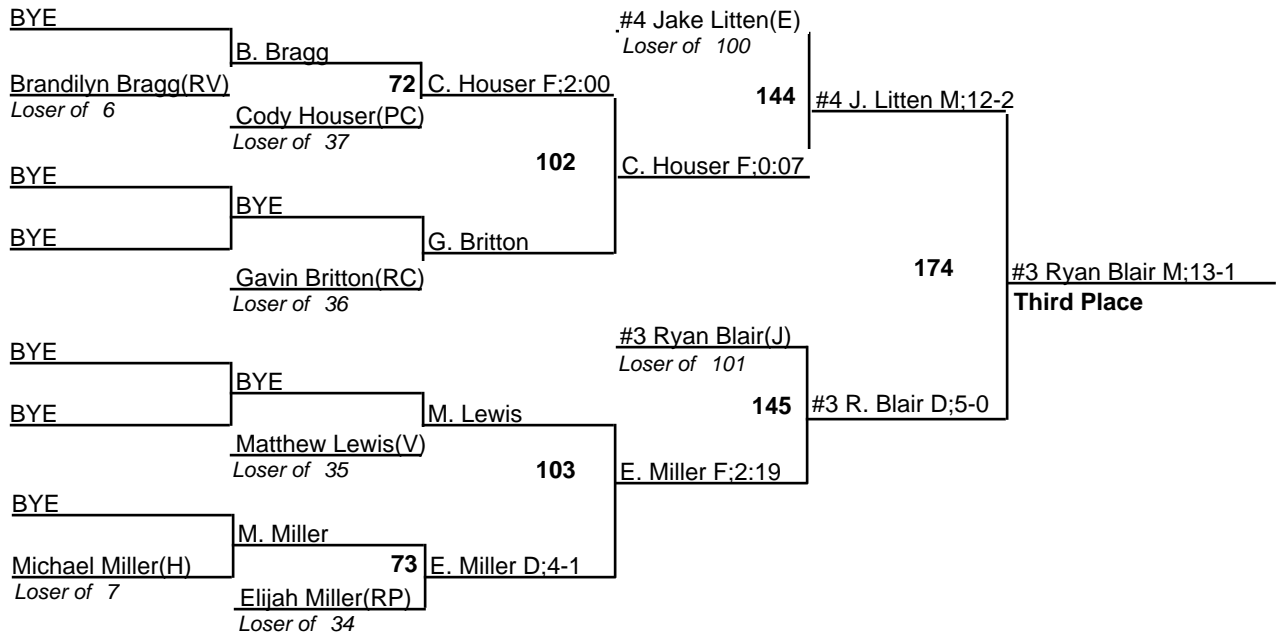 BYE
B. Bragg
Brandilyn Bragg(RV)
Loser of 6
72
C. Houser F;2:00
Cody Houser(PC)
Loser of 37
102
BYE
BYE
BYE
G. Britton
Gavin Britton(RC)
Loser of 36
#4 Jake Litten(E)
Loser of 100
144
#4 J. Litten M;12-2
C. Houser F;0:07
174
#3 Ryan Blair M;13-1
Third Place
#3 Ryan Blair(J)
Loser of 101
145
#3 R. Blair D;5-0
E. Miller F;2:19
BYE
BYE
BYE
M. Lewis
Matthew Lewis(V)
Loser of 35
103
BYE
M. Miller
Michael Miller(H)
Loser of 7
73
E. Miller D;4-1
Elijah Miller(RP)
Loser of 34